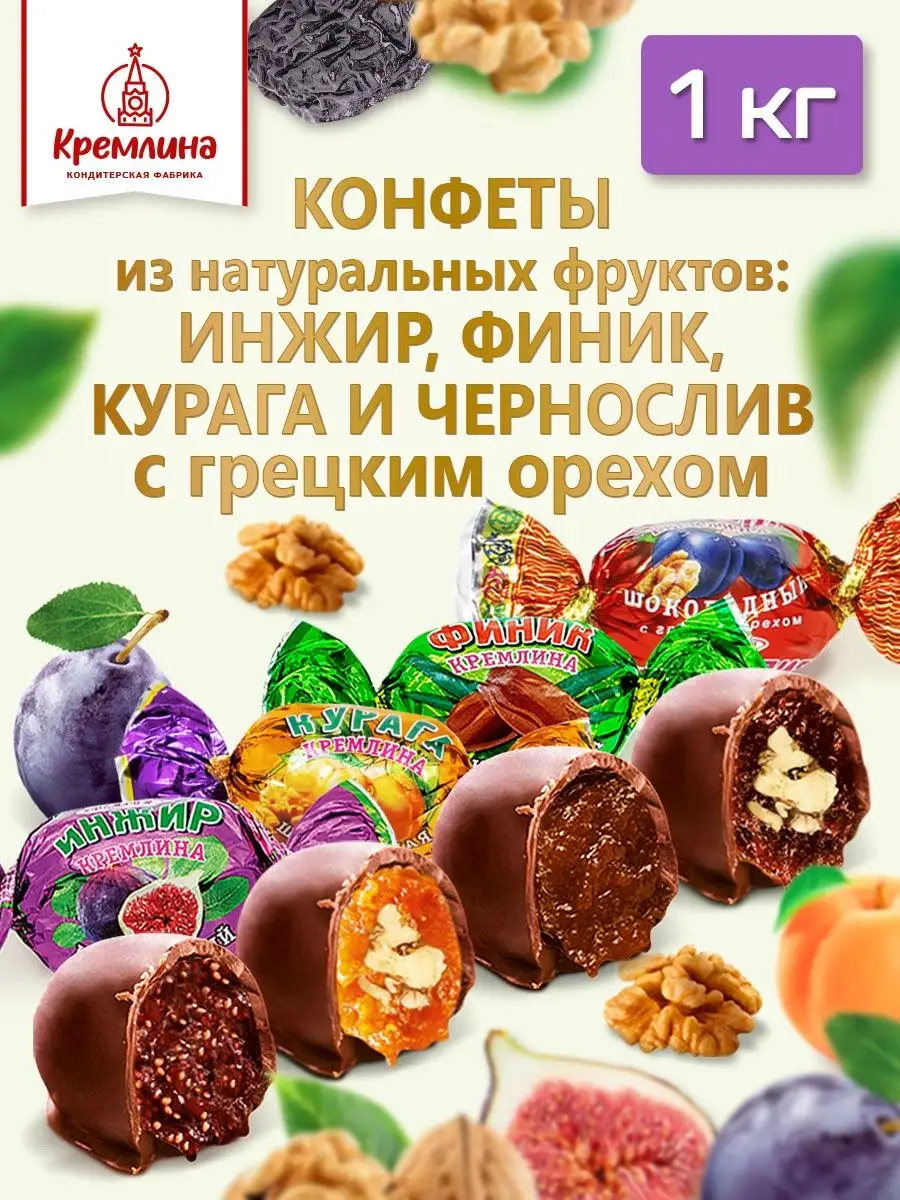 Кремлина
КОНДИТЕРСКАЯ ФАБРИКА
1 кг
КОНФЕТЫ
из натуральных фруктов:
ИНЖИР, ФИНИК,
КУРАГА И ЧЕРНОСЛИВ
с грецким орехом
ШОКОЛАДНЫЙ
ФИНИК
КРЕМЛИНА
КУРАГА
КРЕМЛИНА
ИНЖИР
КРЕМЛИНА